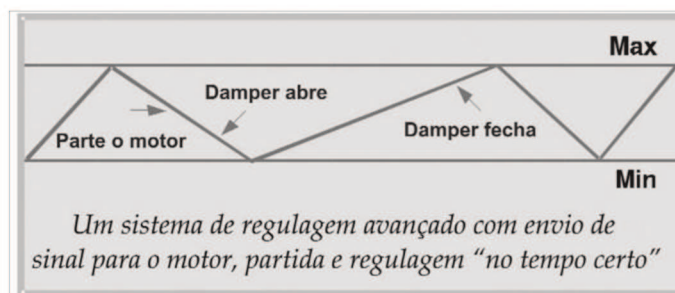 Max
Damper abre
Parte o motor
Damper fecha
Min
Um sistema de regulagem avançado com envio de
sinal para o motor, partida e regulagem “no tempo certo”